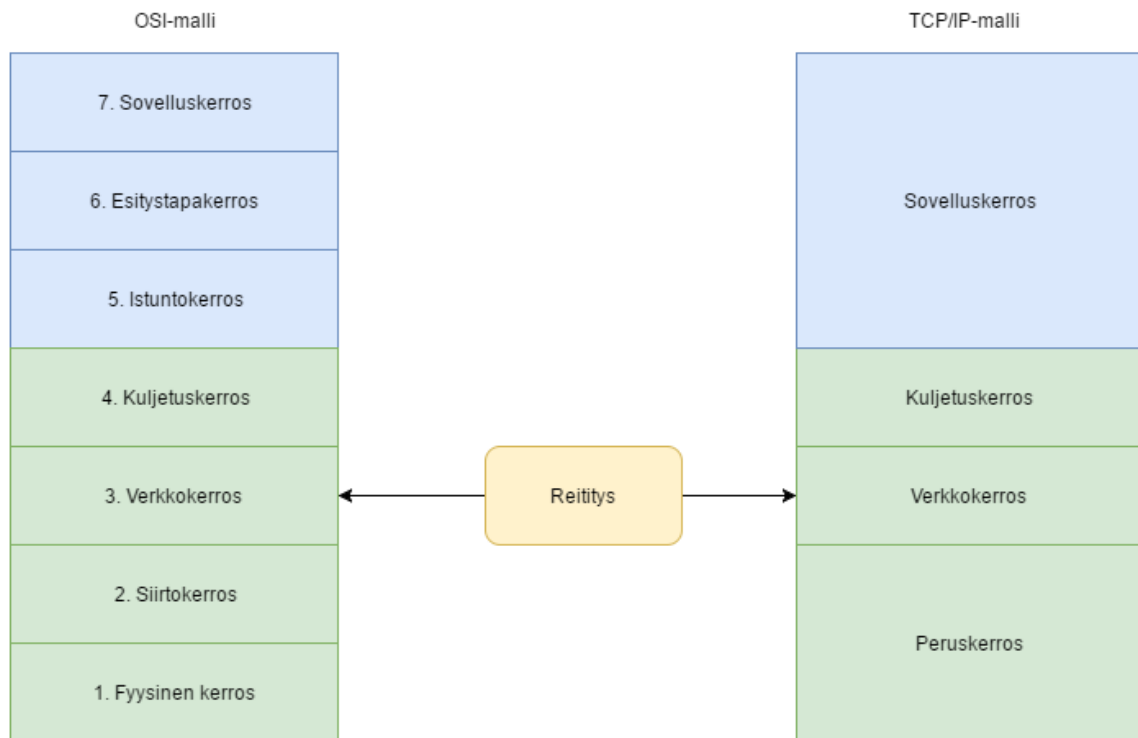 OSI-malli
7. Sovelluskerros
6. Esitystapakerros
5. Istuntokerros
4. Kuljetuskerros
3. Verkkokerros
2. Siirtokerros
1. Fyysinen kerros
Reititys
TCP/IP-malli
Sovelluskerros
Kuljetuskerros
Verkkokerros
Peruskerros